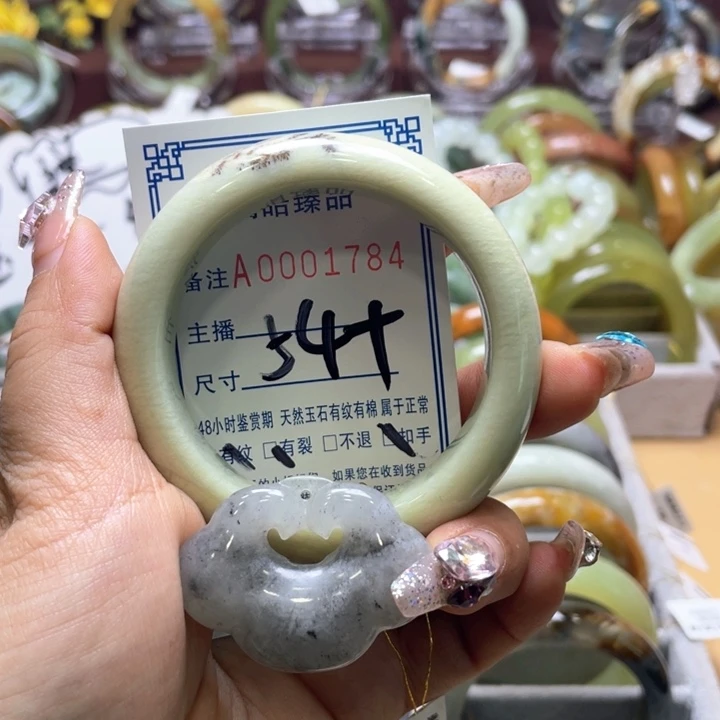 品臻品
备注A0001784
主播
尺寸 54+
48小时鉴赏期 天然玉石有纹有棉属于正常
有纹 □有裂 □不退 □扣手
如果您在收到货品